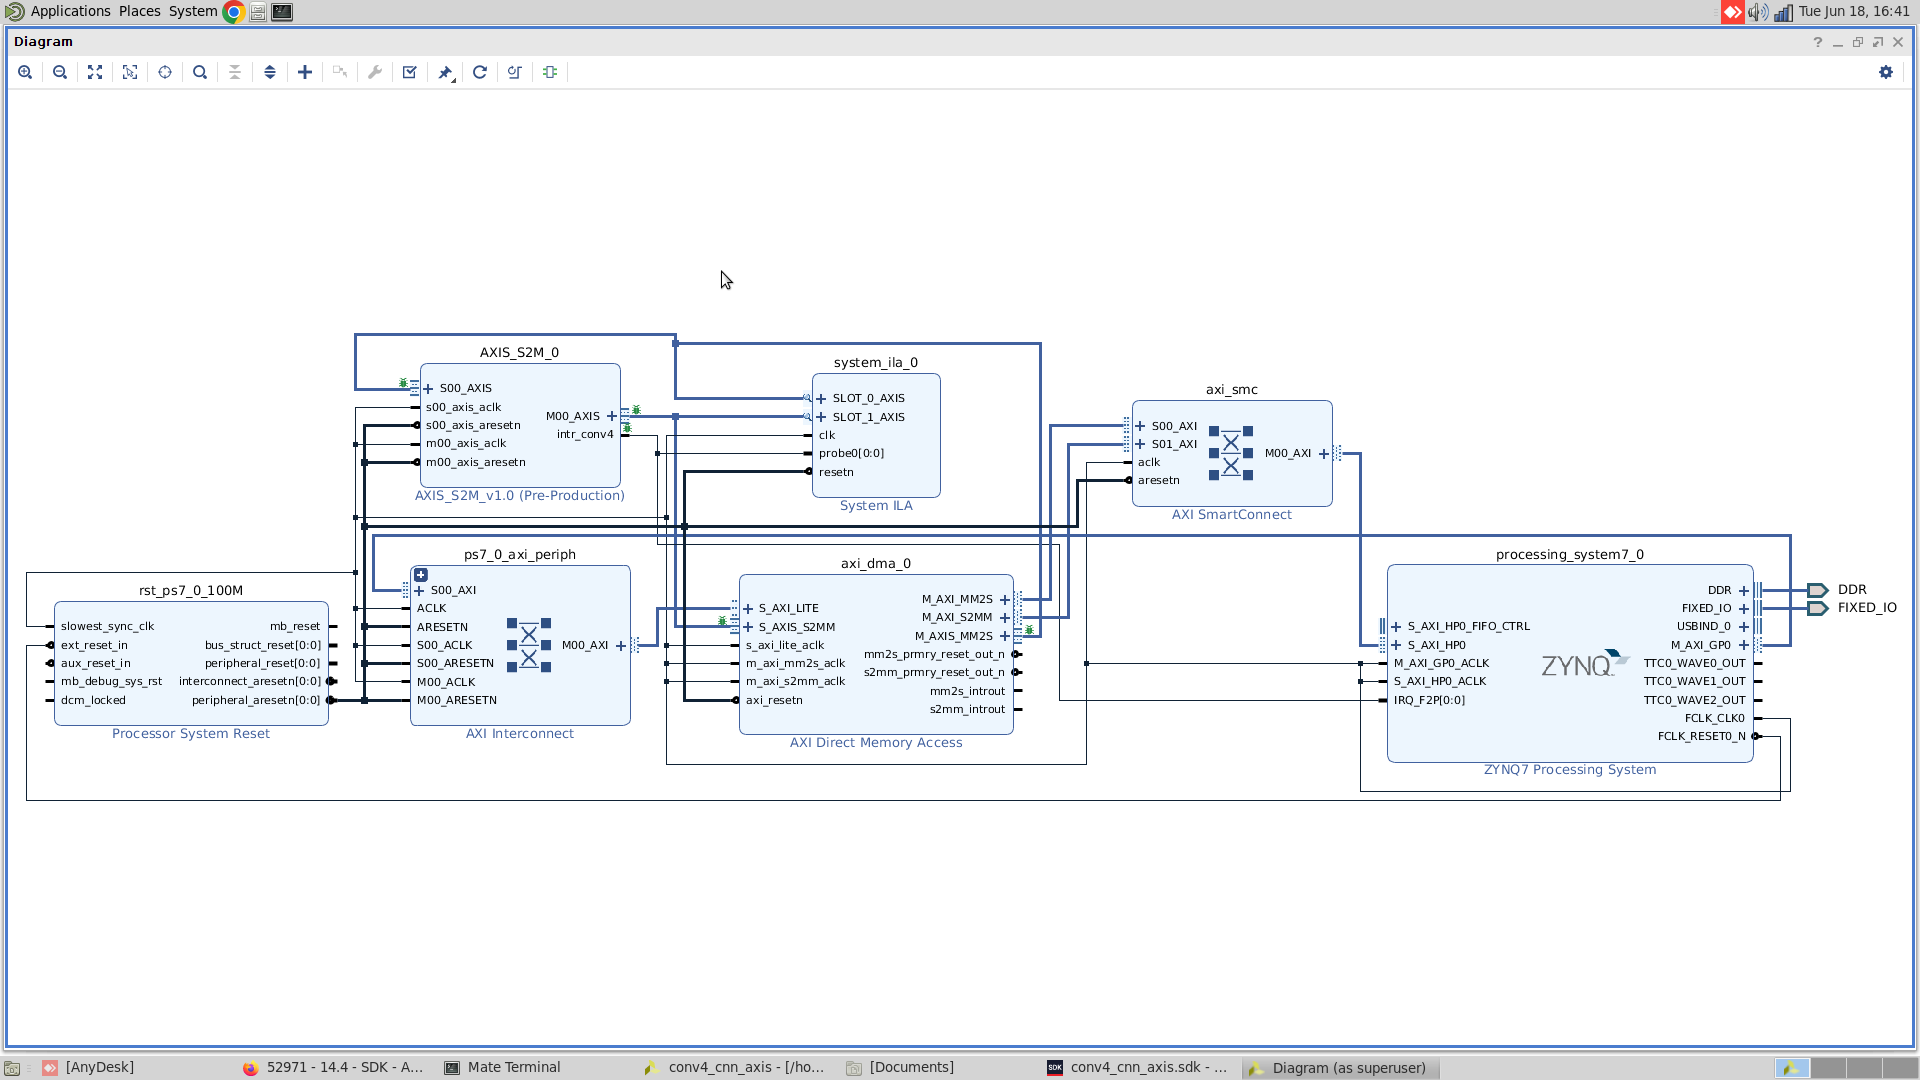 Applications Places System
Tue Jun 18, 16:41
Diagram
AXIS_S2M_0
S00_AXIS
s00_axis_aclk
s00_axis_aresetn
m00_axis_aclk
m00_axis_aresetn
M00_AXIS
intr_conv4
AXIS_S2M_v1.0 (Pre-Production)
system_ila_0
SLOT_0_AXIS
SLOT_1_AXIS
clk
probe0[0:0]
resetn
System ILA
axi_smc
S00_AXI
S01_AXI
aclk
aresetn
M00_AXI
AXI SmartConnect
rst_ps7_0_100M
slowest_sync_clk
ext_reset_in
aux_reset_in
mb_debug_sys_rst
dcm_locked
mb_reset
bus_struct_reset[0:0]
peripheral_reset[0:0]
interconnect_aresetn[0:0]
peripheral_aresetn[0:0]
Processor System Reset
ps7_0_axi_periph
S00_AXI
ACLK
ARESETN
S00_ACLK
S00_ARESETN
M00_ACLK
M00_ARESETN
M00_AXI
AXI Interconnect
axi_dma_0
S_AXI_LITE
S_AXIS_S2MM
s_axi_lite_aclk
m_axi_mm2s_aclk
m_axi_s2mm_aclk
axi_resetn
M_AXI_MM2S
M_AXI_S2MM
M_AXIS_MM2S
mm2s_prmry_reset_out_n
s2mm_prmry_reset_out_n
mm2s_introut
s2mm_introut
AXI Direct Memory Access
processing_system7_0
S_AXI_HP0_FIFO_CTRL
S_AXI_HP0
M_AXI_GP0_ACLK
S_AXI_HP0_ACLK
IRQ_F2P[0:0]
ZYNQ
DDR
FIXED_IO
USBIND_0
M_AXI_GP0
TTC0_WAVE0_OUT
TTC0_WAVE1_OUT
TTC0_WAVE2_OUT
FCLK_CLK0
FCLK_RESET0_N
ZYNQ7 Processing System
DDR
FIXED_IO
[AnyDesk]
52971 - 14.4 - SDK - A...
Mate Terminal
conv4_cnn_axis - [/ho...
[Documents]
SDK
conv4_cnn_axis.sdk - ...
Diagram (as superuser)